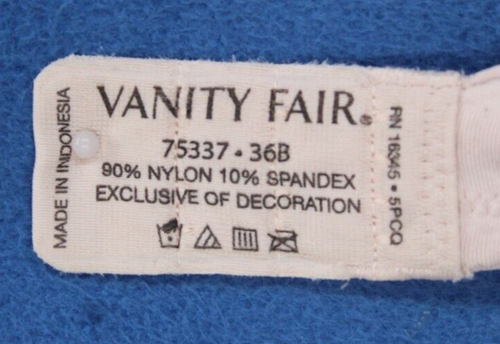 VANITY FAIR®
75337 • 36B
90% NYLON 10% SPANDEX
EXCLUSIVE OF DECORATION
MADE IN INDONESIA
RN 16345 • 5PCQ